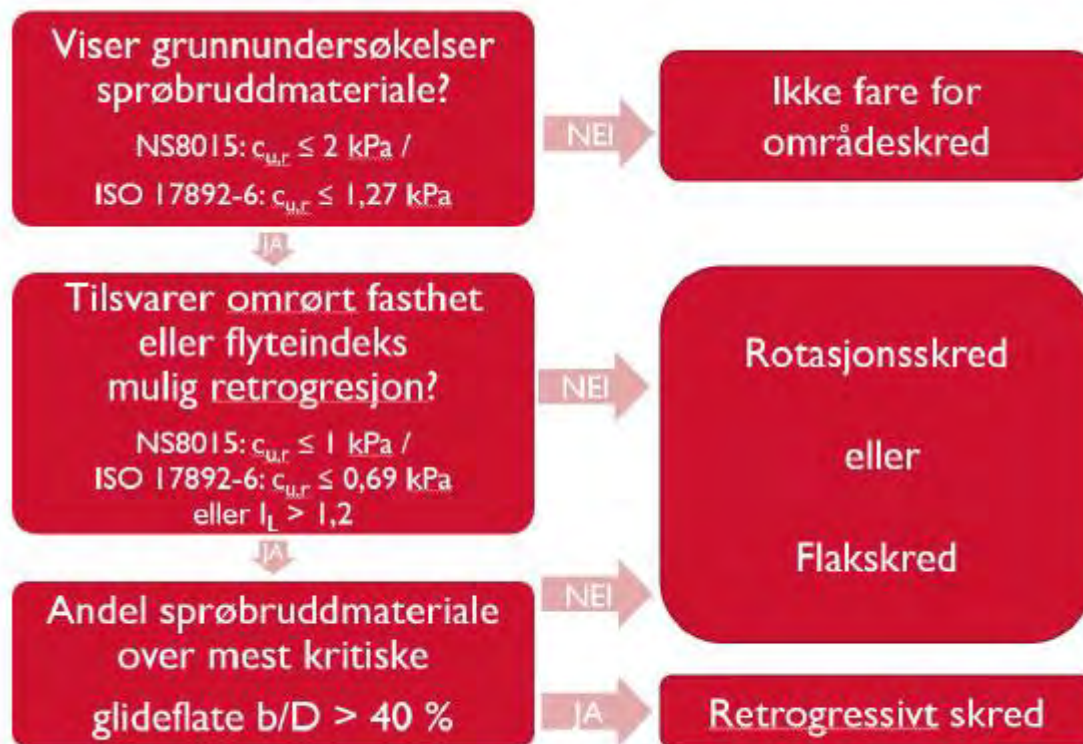 Viser grunnundersøkelser
sprøbruddmateriale?
NS8015: cu,r ≤ 2 kPa /
ISO 17892-6: cu,r ≤ 1,27 kPa
NEI
Ikke fare for
områdeskred
JA
Tilsvarer omrørt fasthet
eller flyteindeks
mulig retrogresjon?
NS8015: cu,r ≤ 1 kPa /
ISO 17892-6: cu,r ≤ 0,69 kPa
eller IL > 1,2
NEI
Rotasjonsskred
eller
Flakskred
JA
Andel sprøbruddmateriale
over mest kritiske
glideflate b/D > 40 %
NEI
JA
Retrogressivt skred